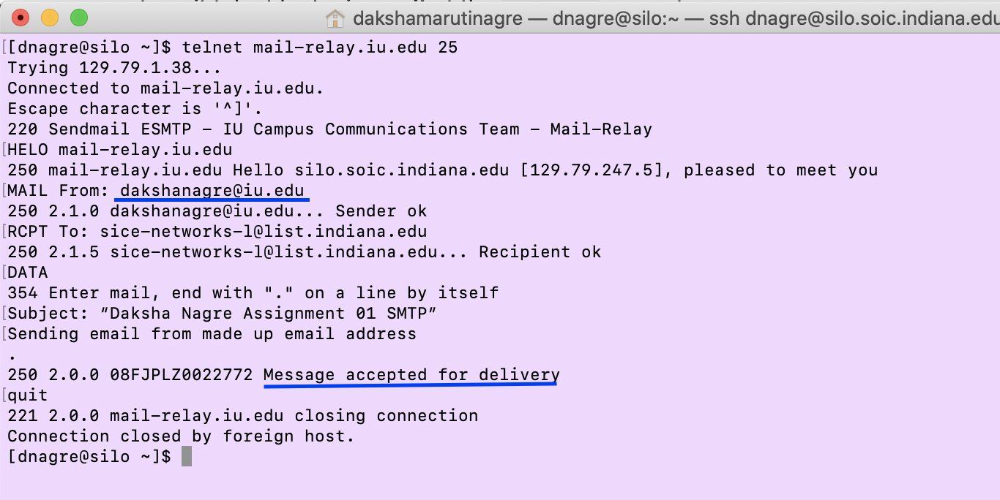 dakshamarutinagre — dnagre@silo:~ — ssh dnagre@silo.soic.indiana.edu
[[dnagre@silo ~]$ telnet mail-relay.iu.edu 25
Trying 129.79.1.38...
Connected to mail-relay.iu.edu.
Escape character is '^]'.
220 Sendmail ESMTP - IU Campus Communications Team - Mail-Relay
[HELO mail-relay.iu.edu
250 mail-relay.iu.edu Hello silo.soic.indiana.edu [129.79.247.5], pleased to meet you
[MAIL From: dakshanagre@iu.edu
250 2.1.0 dakshanagre@iu.edu... Sender ok
[RCPT To: sice-networks-l@list.indiana.edu
250 2.1.5 sice-networks-l@list.indiana.edu... Recipient ok
[DATA
354 Enter mail, end with "." on a line by itself
[Subject: “Daksha Nagre Assignment 01 SMTP”
[Sending email from made up email address
.
250 2.0.0 08FJPLZ0022772 Message accepted for delivery
[quit
221 2.0.0 mail-relay.iu.edu closing connection
Connection closed by foreign host.
[dnagre@silo ~]$